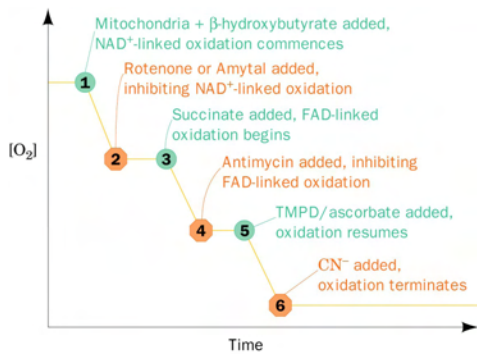 Mitochondria + β-hydroxybutyrate added,
NAD⁺-linked oxidation commences
1
Rotenone or Amytal added,
inhibiting NAD⁺-linked oxidation
2
Succinate added, FAD-linked
oxidation begins
3
[O₂]
Antimycin added, inhibiting
FAD-linked oxidation
4
TMPD/ascorbate added,
oxidation resumes
5
CN⁻ added,
oxidation terminates
6
Time